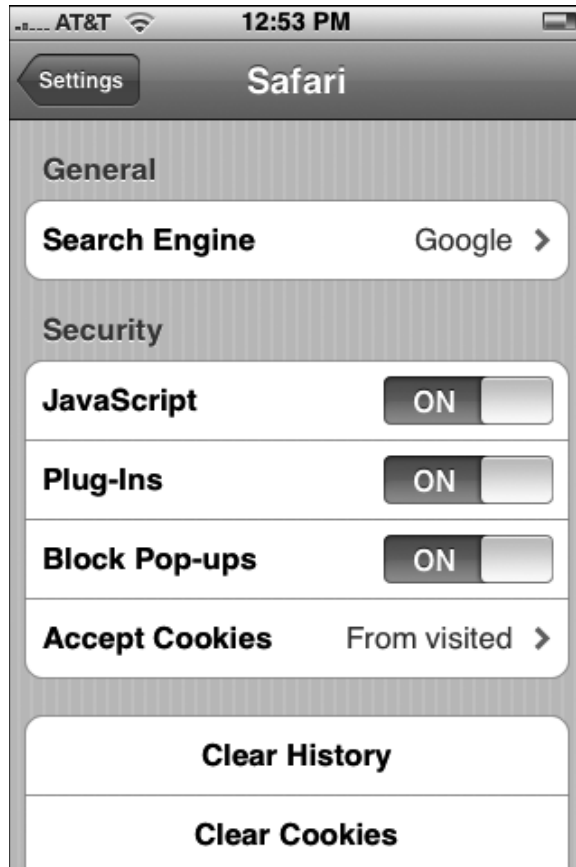 AT&T 12:53 PM
Settings Safari
General
Search Engine Google
Security
JavaScript ON
Plug-Ins ON
Block Pop-ups ON
Accept Cookies From visited
Clear History
Clear Cookies